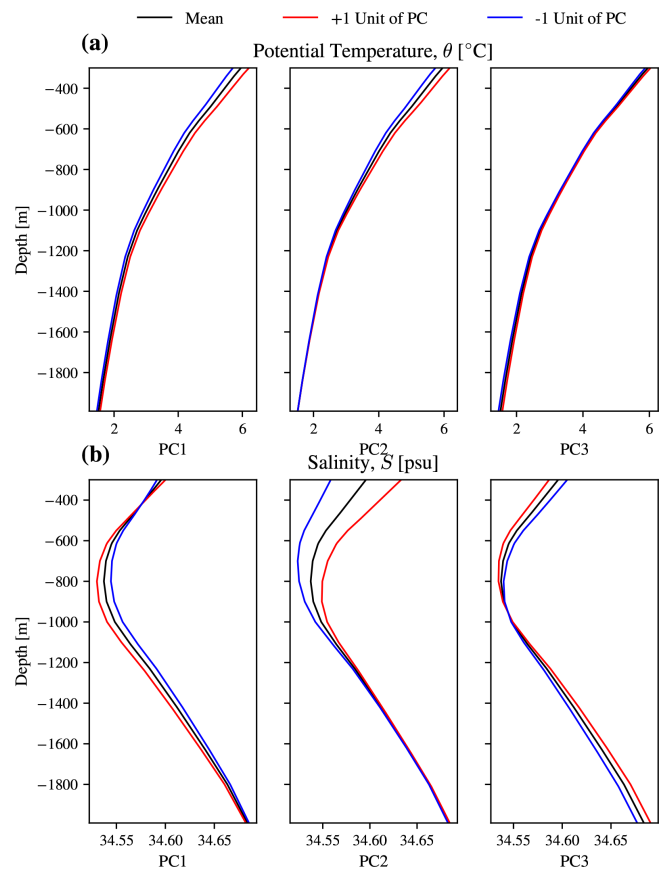 Mean +1 Unit of PC -1 Unit of PC
(a)
Potential Temperature, θ [°C]
−400
−600
−800
−1000
−1200
−1400
−1600
−1800
Depth [m]
2 4 6 2 4 6 2 4 6
PC1 PC2 PC3
(b)
Salinity, S [psu]
−400
−600
−800
−1000
−1200
−1400
−1600
−1800
Depth [m]
34.55 34.60 34.65 34.55 34.60 34.65 34.55 34.60 34.65
PC1 PC2 PC3